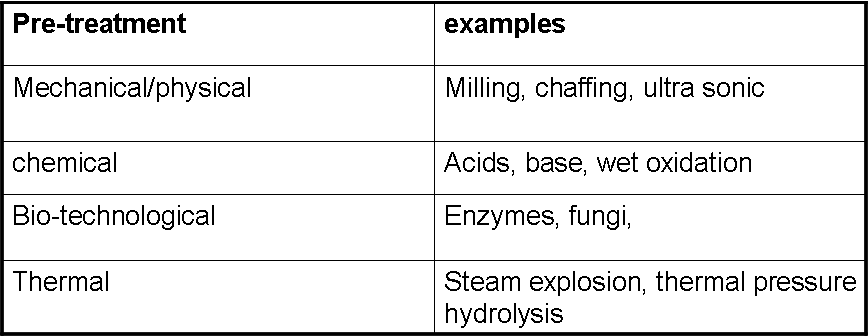 Pre-treatment examples
Mechanical/physical Milling, chaffing, ultra sonic
chemical Acids, base, wet oxidation
Bio-technological Enzymes, fungi,
Thermal Steam explosion, thermal pressure
hydrolysis